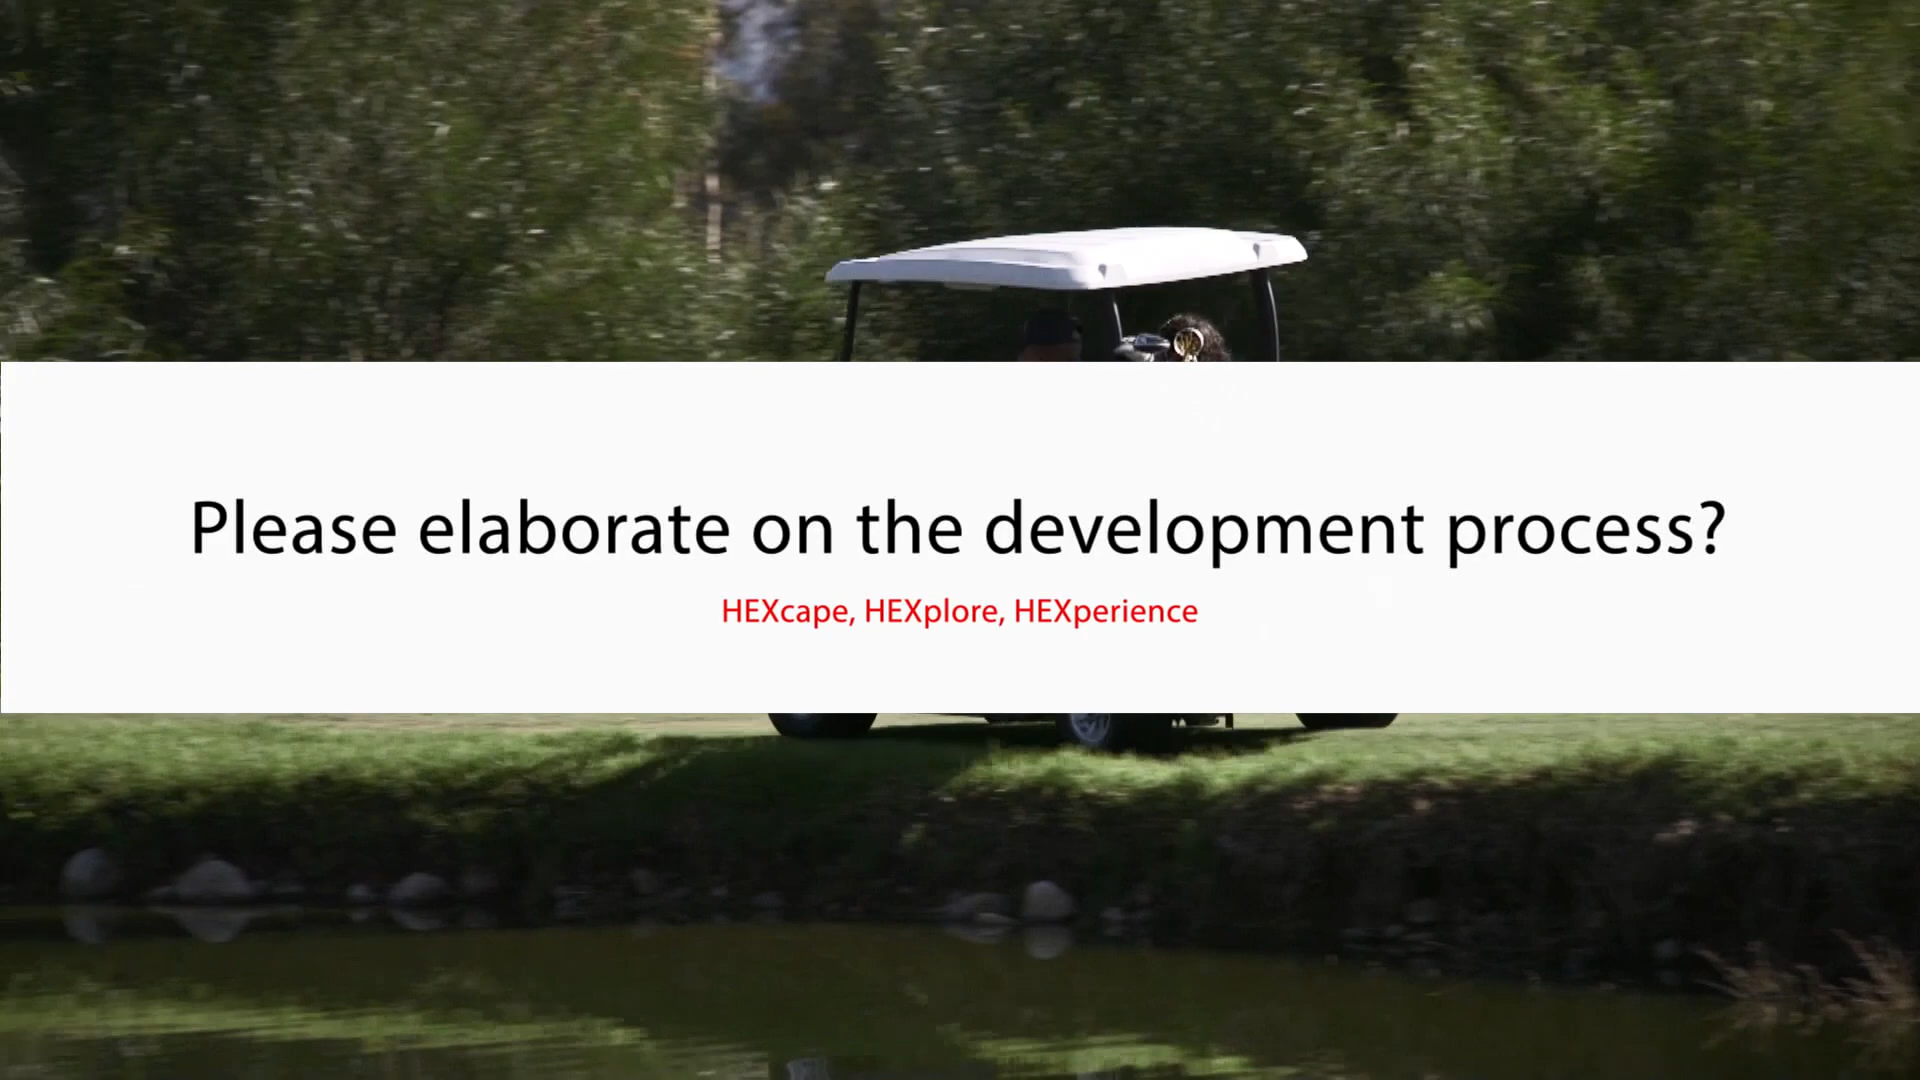 Please elaborate on the development process?
HEXcape, HEXplore, HEXperience